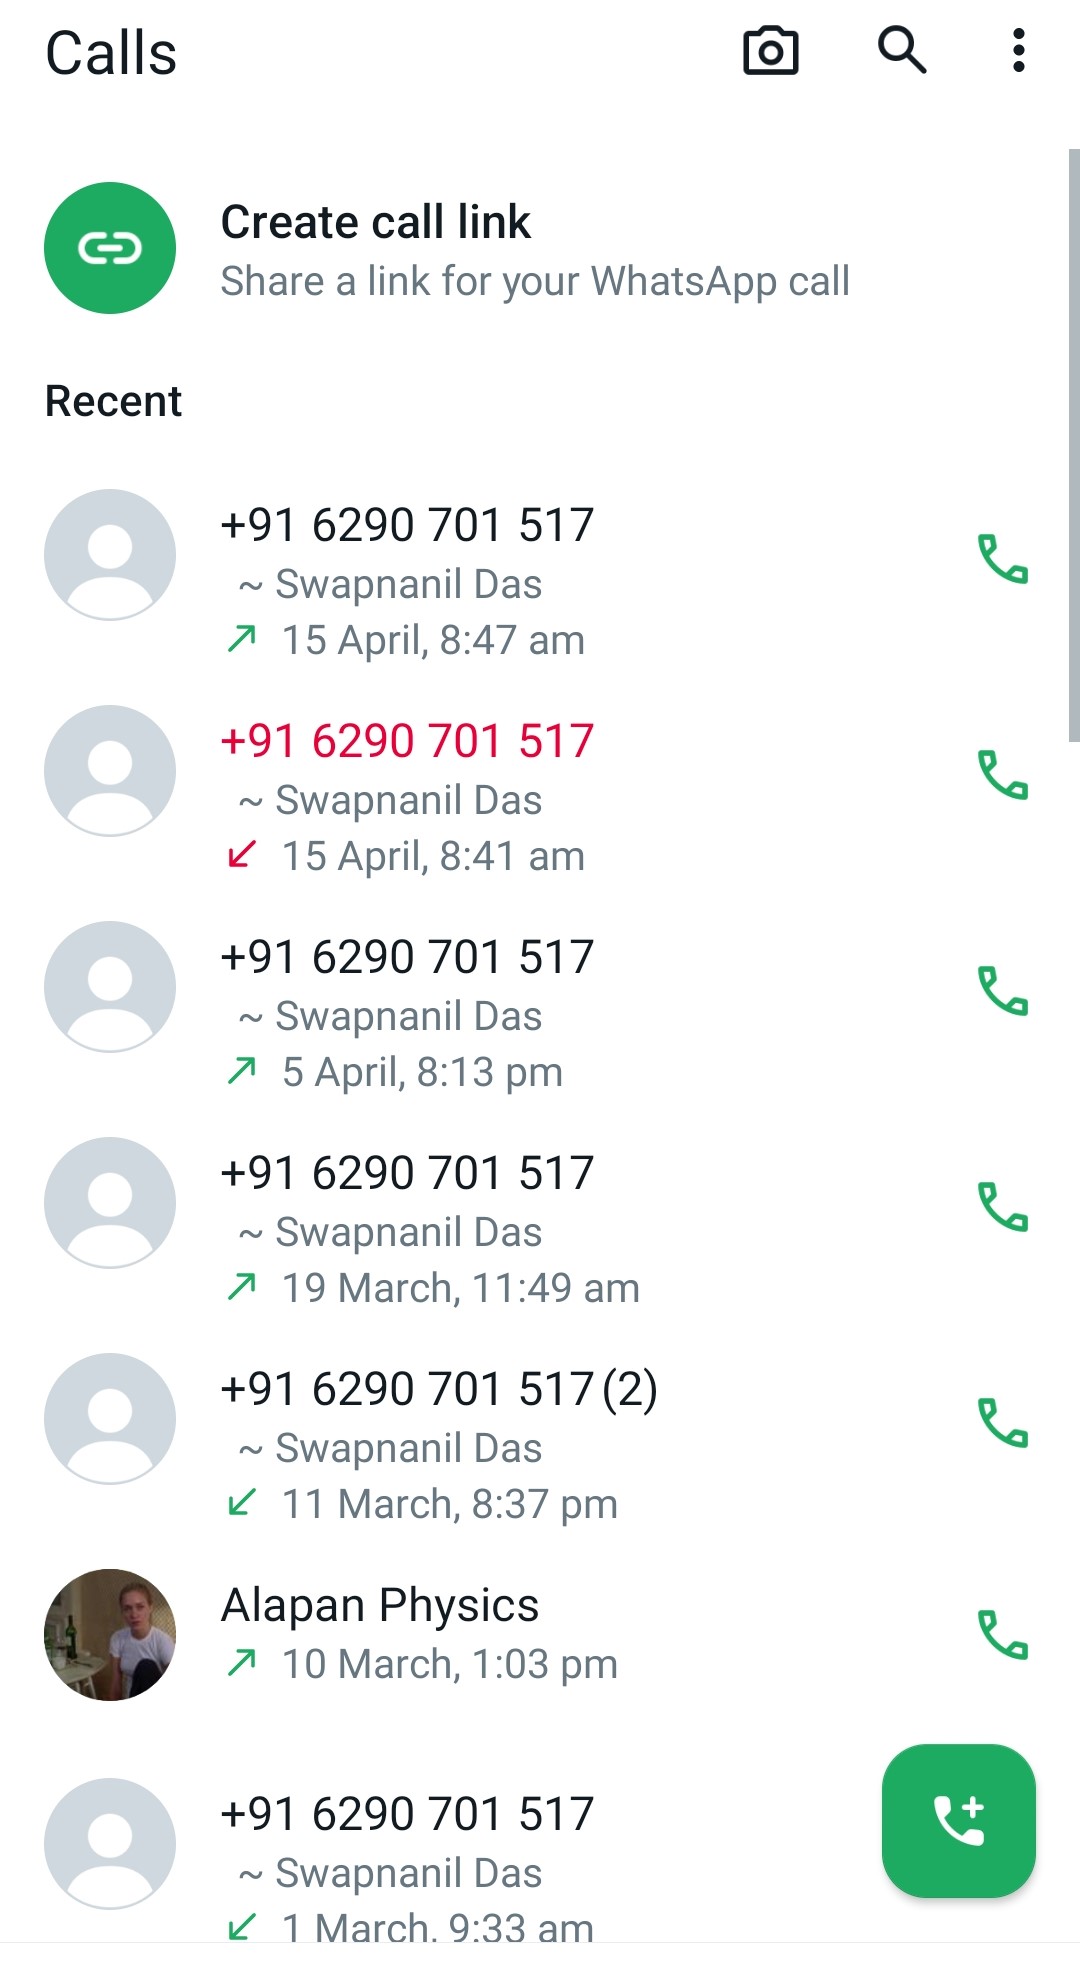 Calls
Create call link
Share a link for your WhatsApp call
Recent
+91 6290 701 517
~ Swapnanil Das
15 April, 8:47 am
+91 6290 701 517
~ Swapnanil Das
15 April, 8:41 am
+91 6290 701 517
~ Swapnanil Das
5 April, 8:13 pm
+91 6290 701 517
~ Swapnanil Das
19 March, 11:49 am
+91 6290 701 517 (2)
~ Swapnanil Das
11 March, 8:37 pm
Alapan Physics
10 March, 1:03 pm
+91 6290 701 517
~ Swapnanil Das
1 March, 9:33 am